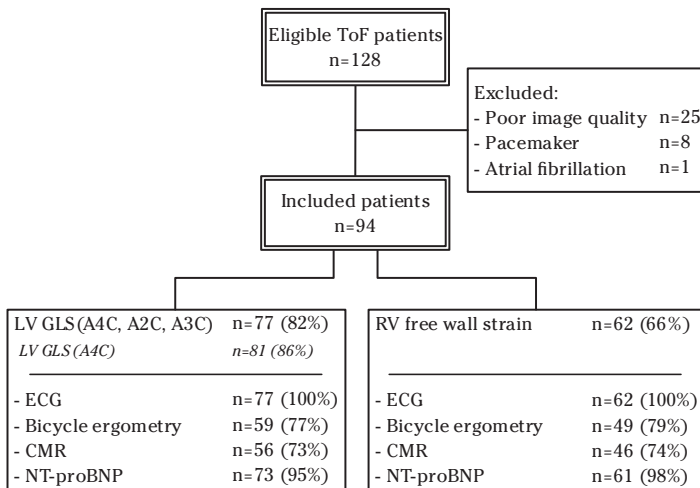 Eligible ToF patients
n=128
Excluded:
- Poor image quality n=25
- Pacemaker n=8
- Atrial fibrillation n=1
Included patients
n=94
LV GLS(A4C, A2C, A3C) n=77 (82%)
LV GLS(A4C) n=81 (86%)
- ECG n=77 (100%)
- Bicycle ergometry n=59 (77%)
- CMR n=56 (73%)
- NT-proBNP n=73 (95%)
RV free wall strain n=62 (66%)
- ECG n=62 (100%)
- Bicycle ergometry n=49 (79%)
- CMR n=46 (74%)
- NT-proBNP n=61 (98%)